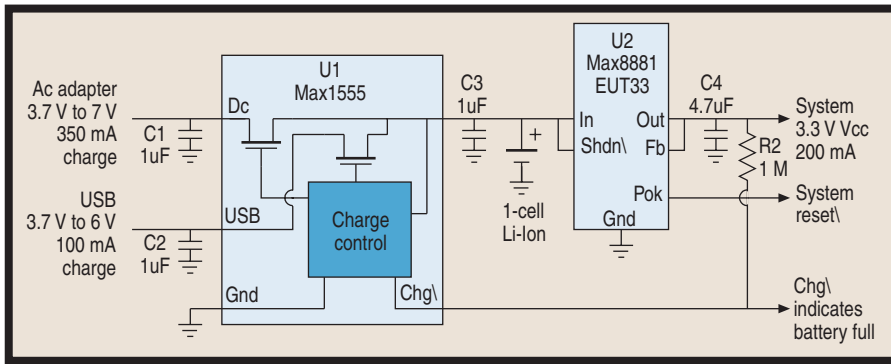 Ac adapter
3.7 V to 7 V
350 mA
charge
C1
1uF
USB
3.7 V to 6 V
100 mA
charge
C2
1uF
U1
Max1555
Dc
USB
Charge
control
Gnd
Chg\
C3
1uF
1-cell
Li-Ion
U2
Max8881
EUT33
In
Shdn\
Out
Fb
Pok
Gnd
C4
4.7uF
R2
1 M
System
3.3 V Vcc
200 mA
System
reset\
Chg\
indicates
battery full